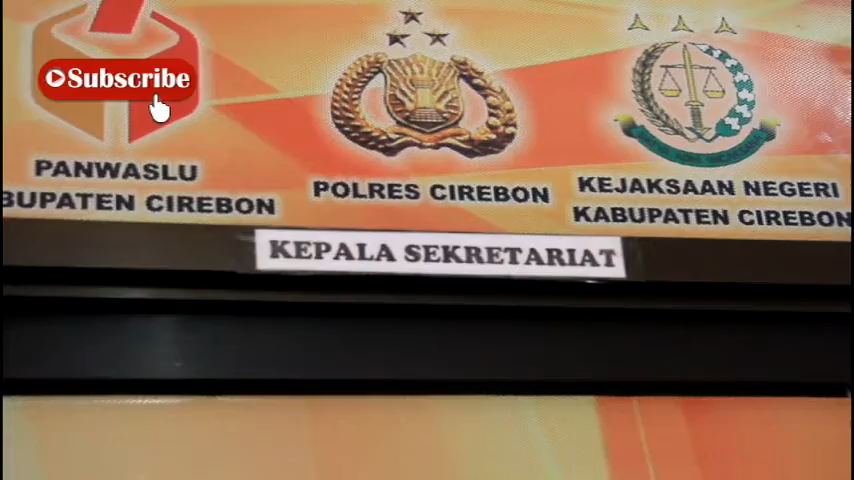 Subscribe
PANWASLU
BUPATEN CIREBON
POLRES CIREBON
KEJAKSAAN NEGERI
KABUPATEN CIREBON
KEPALA SEKRETARIAT